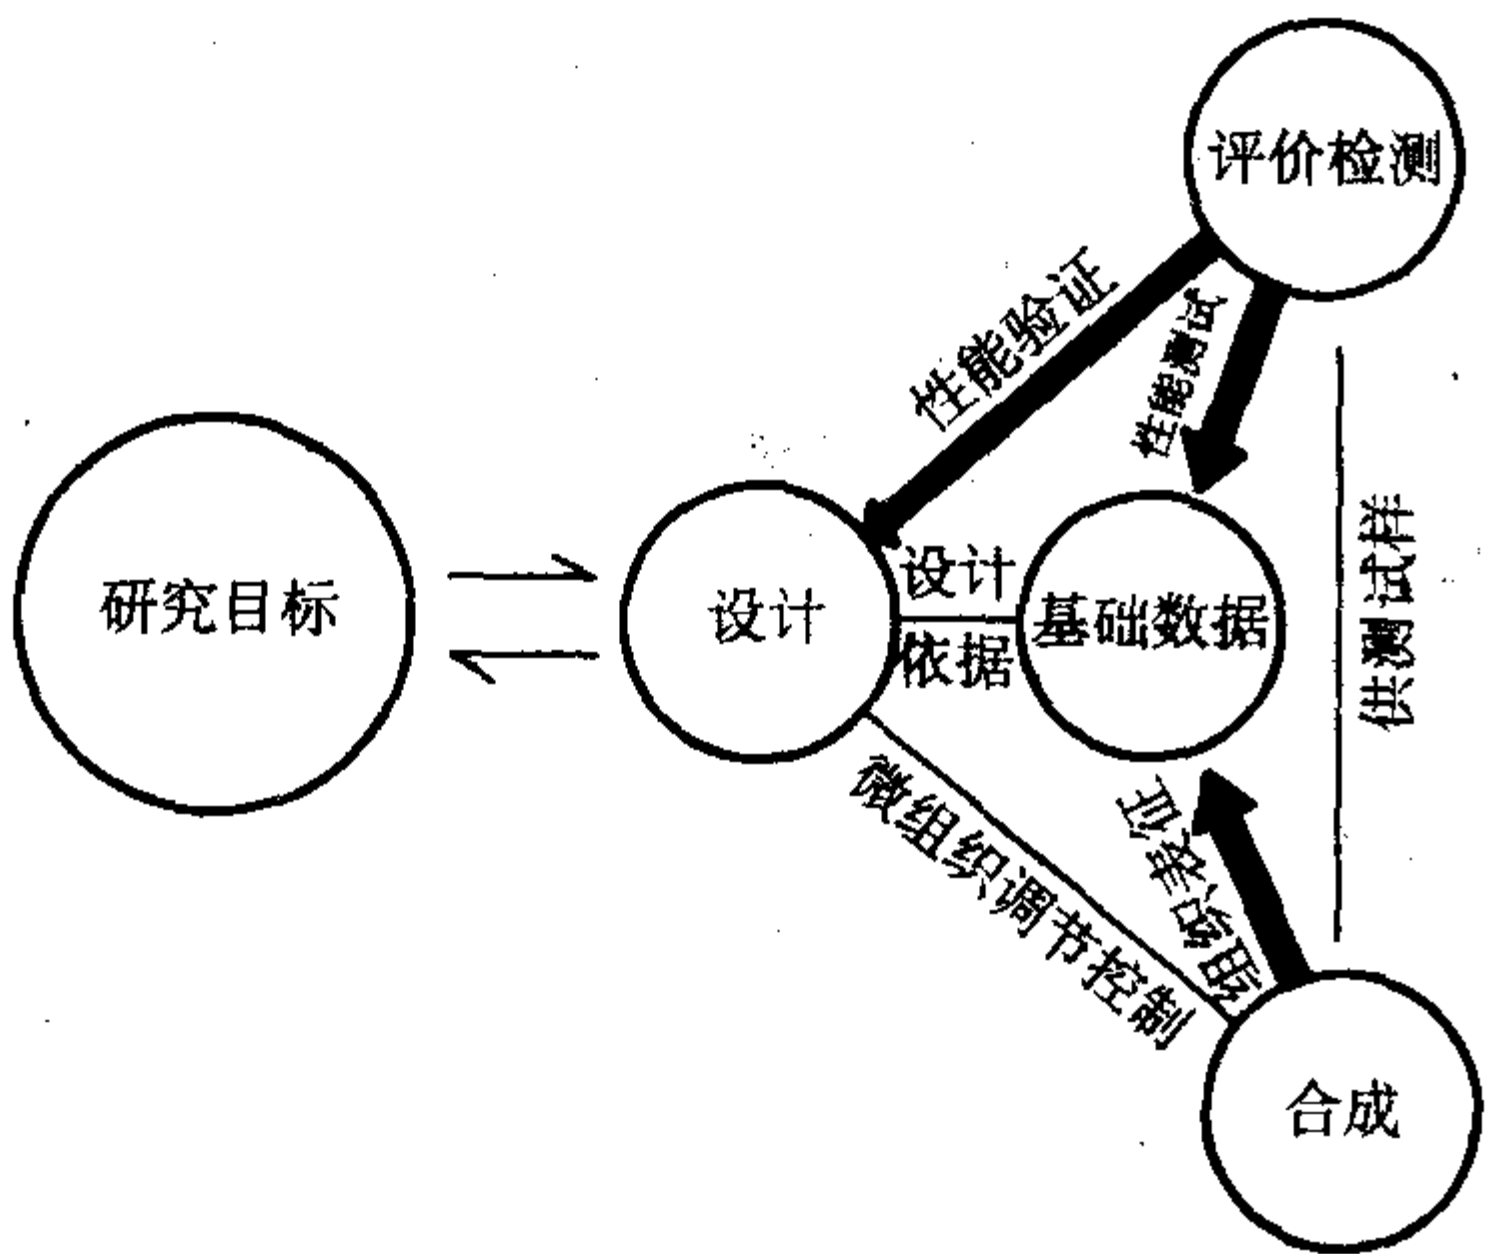 评价检测
性能验证
性能测试
供测试样
研究目标
设计
设计
依据
基础数据
微组织调节控制
组织表征
合成